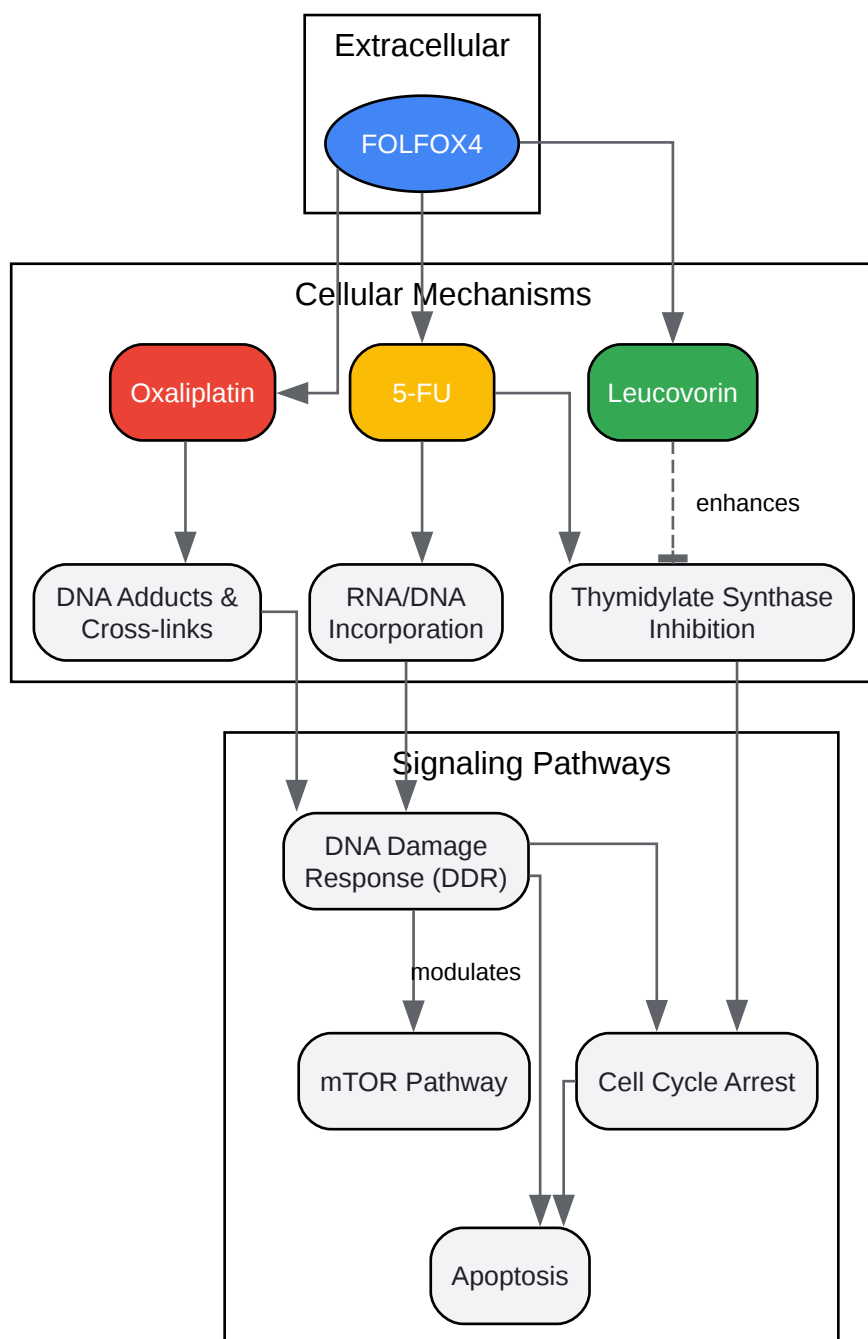 Extracellular
FOLFOX4
Cellular Mechanisms
Oxaliplatin
5-FU
Leucovorin
enhances
DNA Adducts &
Cross-links
RNA/DNA
Incorporation
Thymidylate Synthase
Inhibition
Signaling Pathways
DNA Damage
Response (DDR)
modulates
mTOR Pathway
Cell Cycle Arrest
Apoptosis